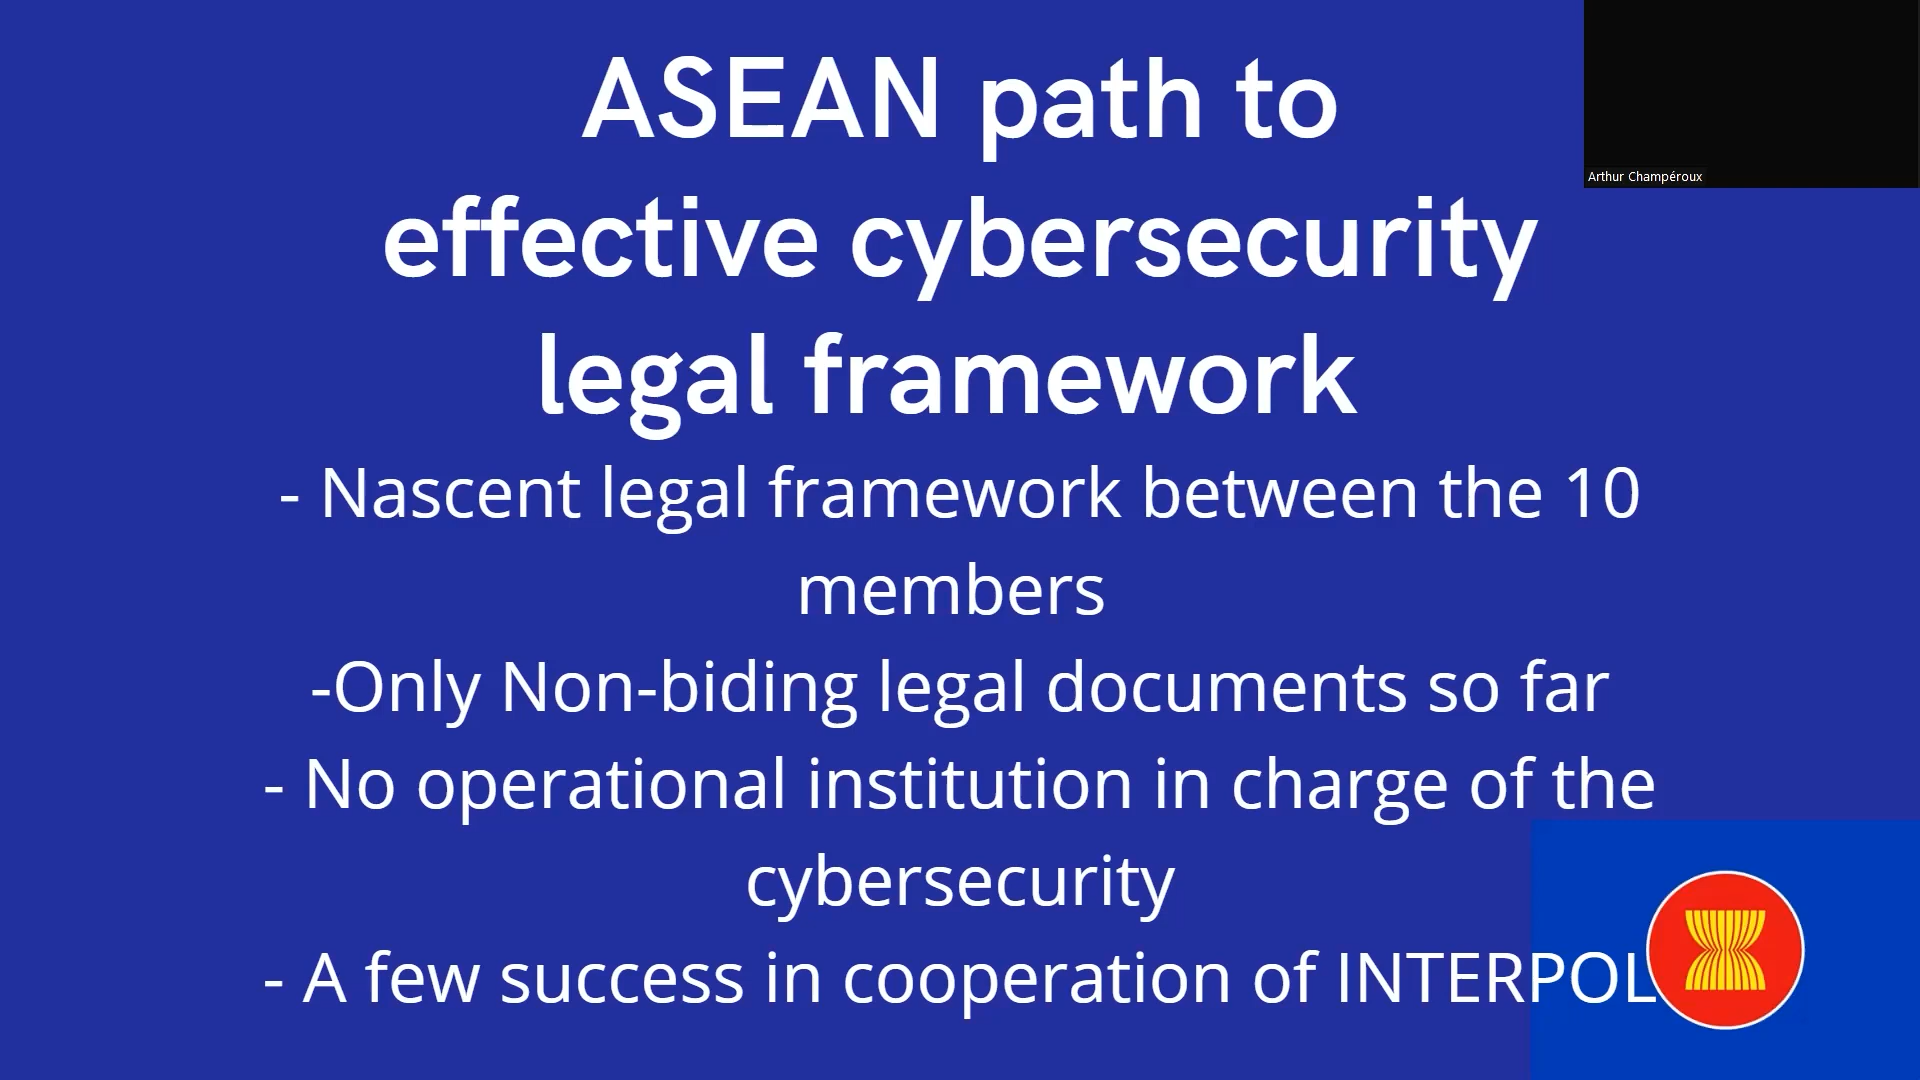 ASEAN path to
effective cybersecurity
legal framework
- Nascent legal framework between the 10
members
-Only Non-biding legal documents so far
- No operational institution in charge of the
cybersecurity
- A few success in cooperation of INTERPOL
Arthur Champéroux